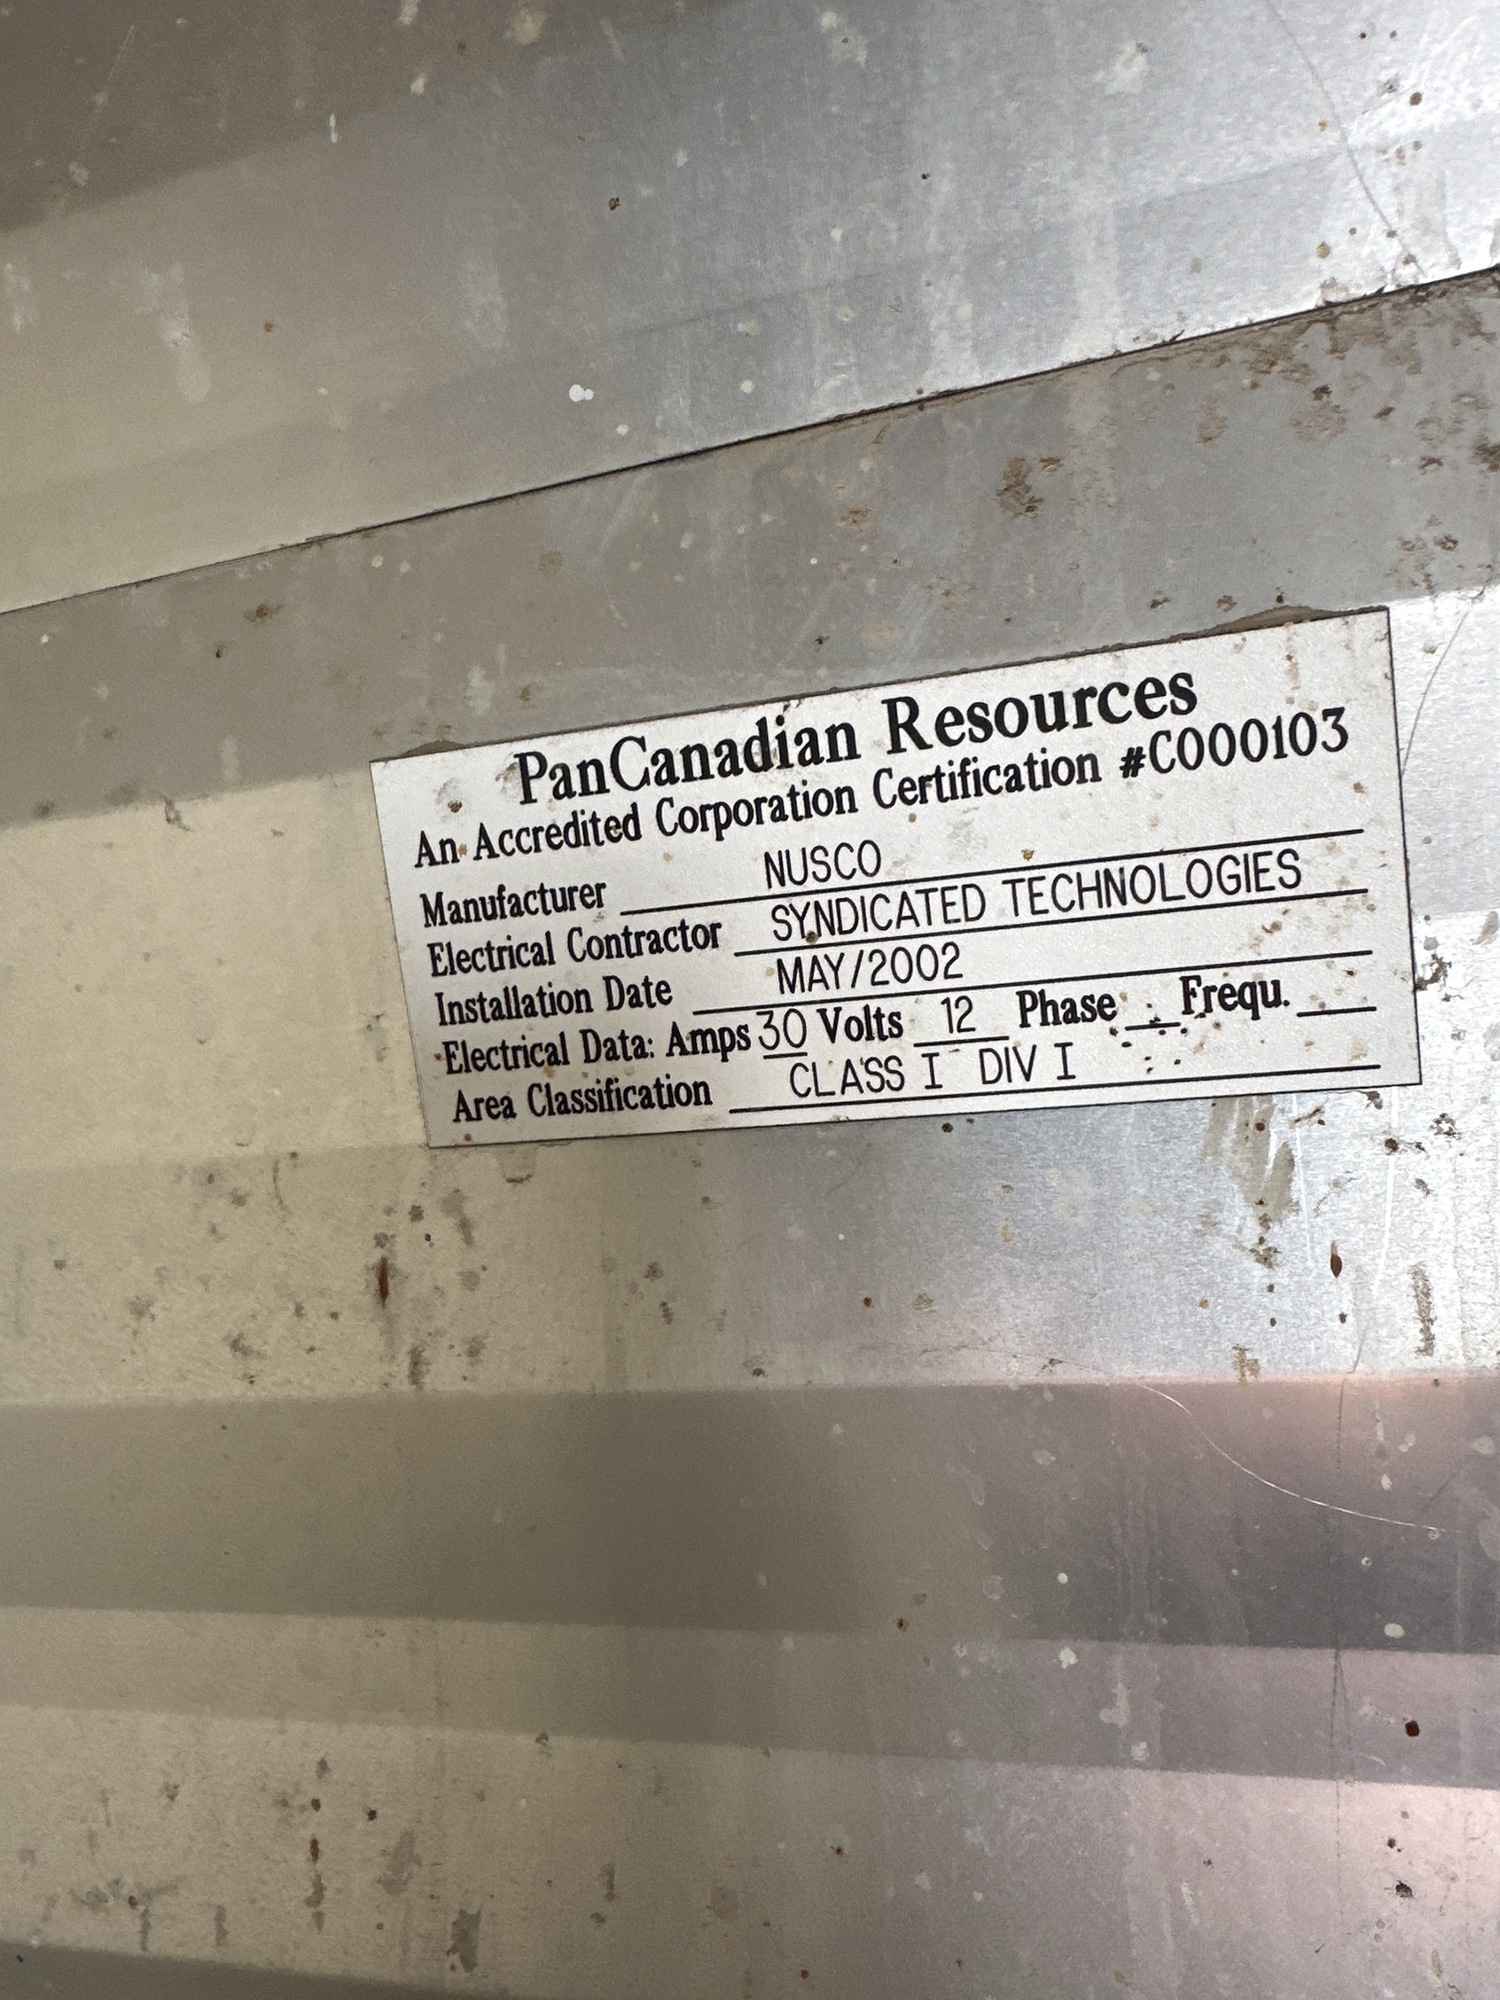 PanCanadian Resources
An Accredited Corporation Certification #C000103
Manufacturer NUSCO
Electrical Contractor SYNDICATED TECHNOLOGIES
Installation Date MAY/2002
Electrical Data: Amps 30 Volts 12 Phase Frequ.
Area Classification CLASS I DIV I